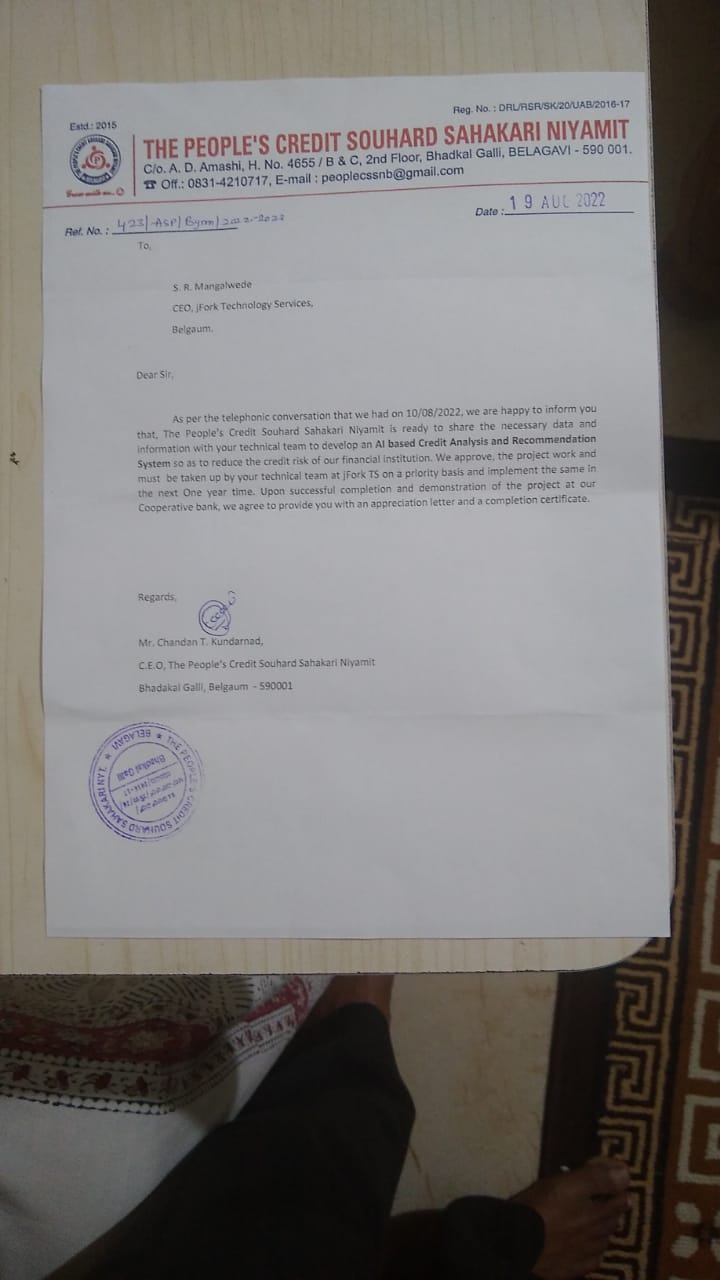 Reg. No. : DRL/RSR/SK/20/UAB/2016-17
Estd.: 2015
THE PEOPLE'S CREDIT SOUHARD SAHAKARI NIYAMIT
C/o. A. D. Amashi, H. No. 4655 / B & C, 2nd Floor, Bhadkal Galli, BELAGAVI - 590 001.
☎ Off.: 0831-4210717, E-mail : peoplecssnb@gmail.com
Ref. No. :
Date : 19 AUG 2022
To,
S. R. Mangalwede
CEO, jFork Technology Services,
Belgaum.
Dear Sir,
As per the telephonic conversation that we had on 10/08/2022, we are happy to inform you
that, The People's Credit Souhard Sahakari Niyamit is ready to share the necessary data and
information with your technical team to develop an AI based Credit Analysis and Recommendation
System so as to reduce the credit risk of our financial institution. We approve, the project work and
must be taken up by your technical team at jFork TS on a priority basis and implement the same in
the next One year time. Upon successful completion and demonstration of the project at our
Cooperative bank, we agree to provide you with an appreciation letter and a completion certificate.
Regards,
Mr. Chandan T. Kundarnad,
C.E.O, The People's Credit Souhard Sahakari Niyamit
Bhadakal Galli, Belgaum - 590001
THE PEOPLE'S CREDIT SOUHARD SAHAKARI NYT. ★ BELAGAVI ★
Bhadkal Galli